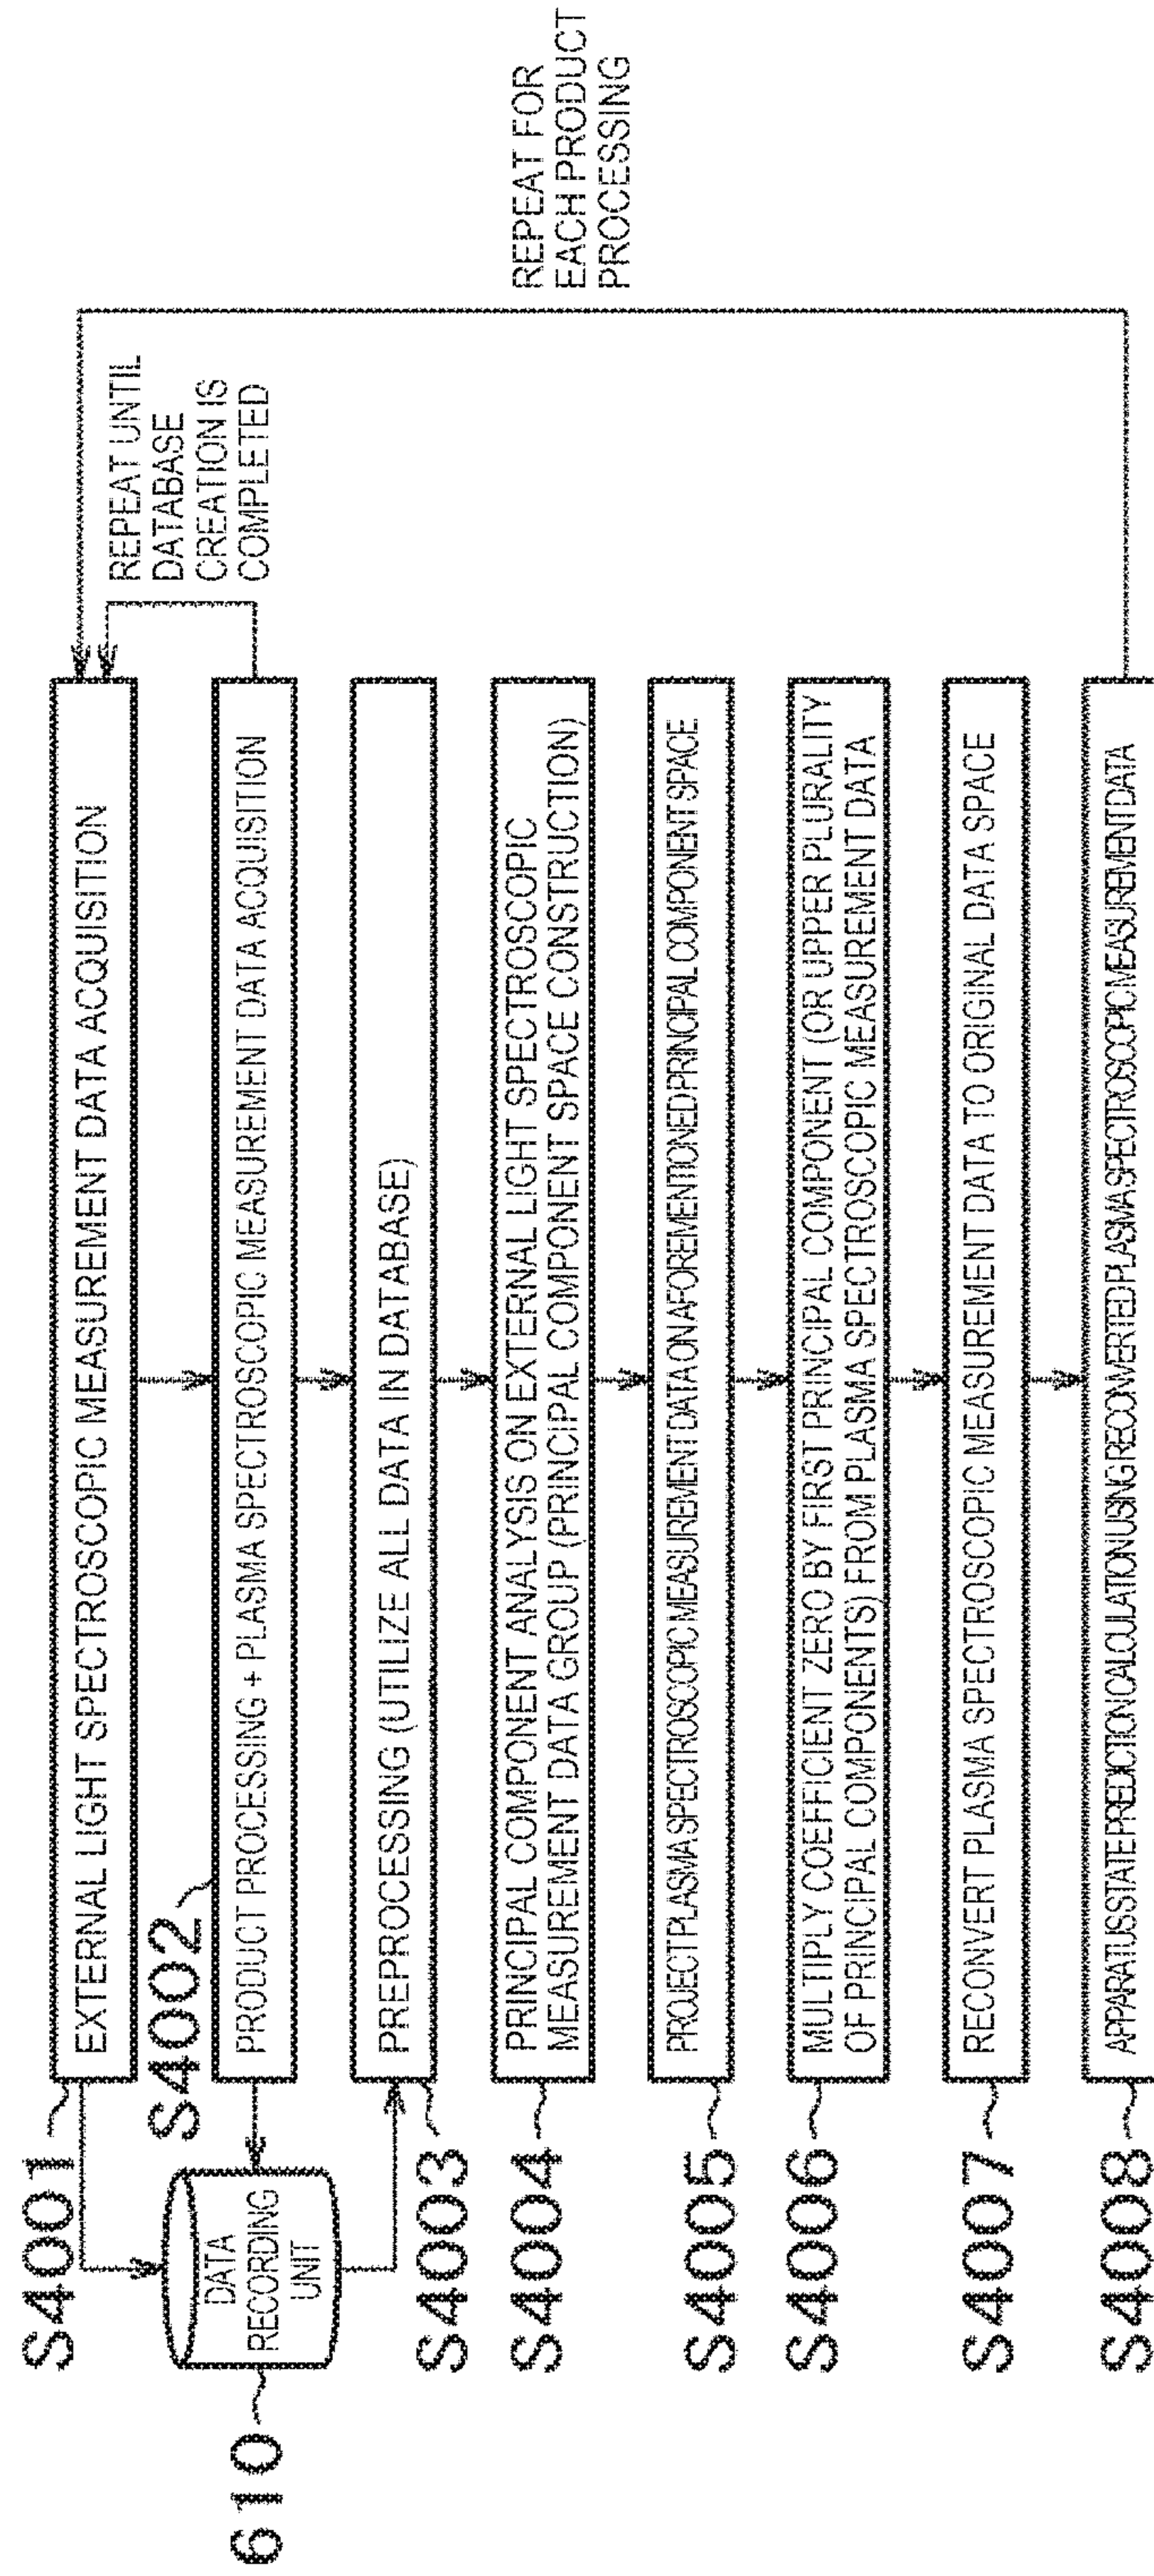 S4001
EXTERNAL LIGHT SPECTROSCOPIC MEASUREMENT DATA ACQUISITION
REPEAT UNTIL
DATABASE
CREATION IS
COMPLETED
REPEAT FOR
EACH PRODUCT
PROCESSING
S4002
PRODUCT PROCESSING + PLASMA SPECTROSCOPIC MEASUREMENT DATA ACQUISITION
610
DATA
RECORDING
UNIT
S4003
PREPROCESSING (UTILIZE ALL DATA IN DATABASE)
S4004
PRINCIPAL COMPONENT ANALYSIS ON EXTERNAL LIGHT SPECTROSCOPIC
MEASUREMENT DATA GROUP (PRINCIPAL COMPONENT SPACE CONSTRUCTION)
S4005
PROJECT PLASMA SPECTROSCOPIC MEASUREMENT DATA ON AFOREMENTIONED PRINCIPAL COMPONENT SPACE
S4006
MULTIPLY COEFFICIENT ZERO BY FIRST PRINCIPAL COMPONENT (OR UPPER PLURALITY
OF PRINCIPAL COMPONENTS) FROM PLASMA SPECTROSCOPIC MEASUREMENT DATA
S4007
RECONVERT PLASMA SPECTROSCOPIC MEASUREMENT DATA TO ORIGINAL DATA SPACE
S4008
APPARATUS STATE PREDICTION CALCULATION USING RECONVERTED PLASMA SPECTROSCOPIC MEASUREMENT DATA